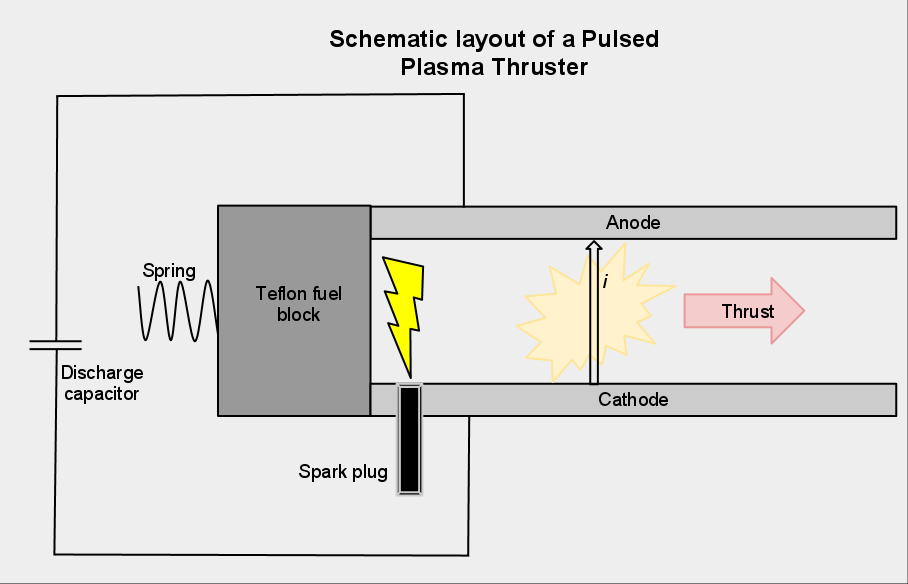 Schematic layout of a Pulsed
Plasma Thruster
Anode
Spring
Teflon fuel
block
i
Thrust
Discharge
capacitor
Cathode
Spark plug